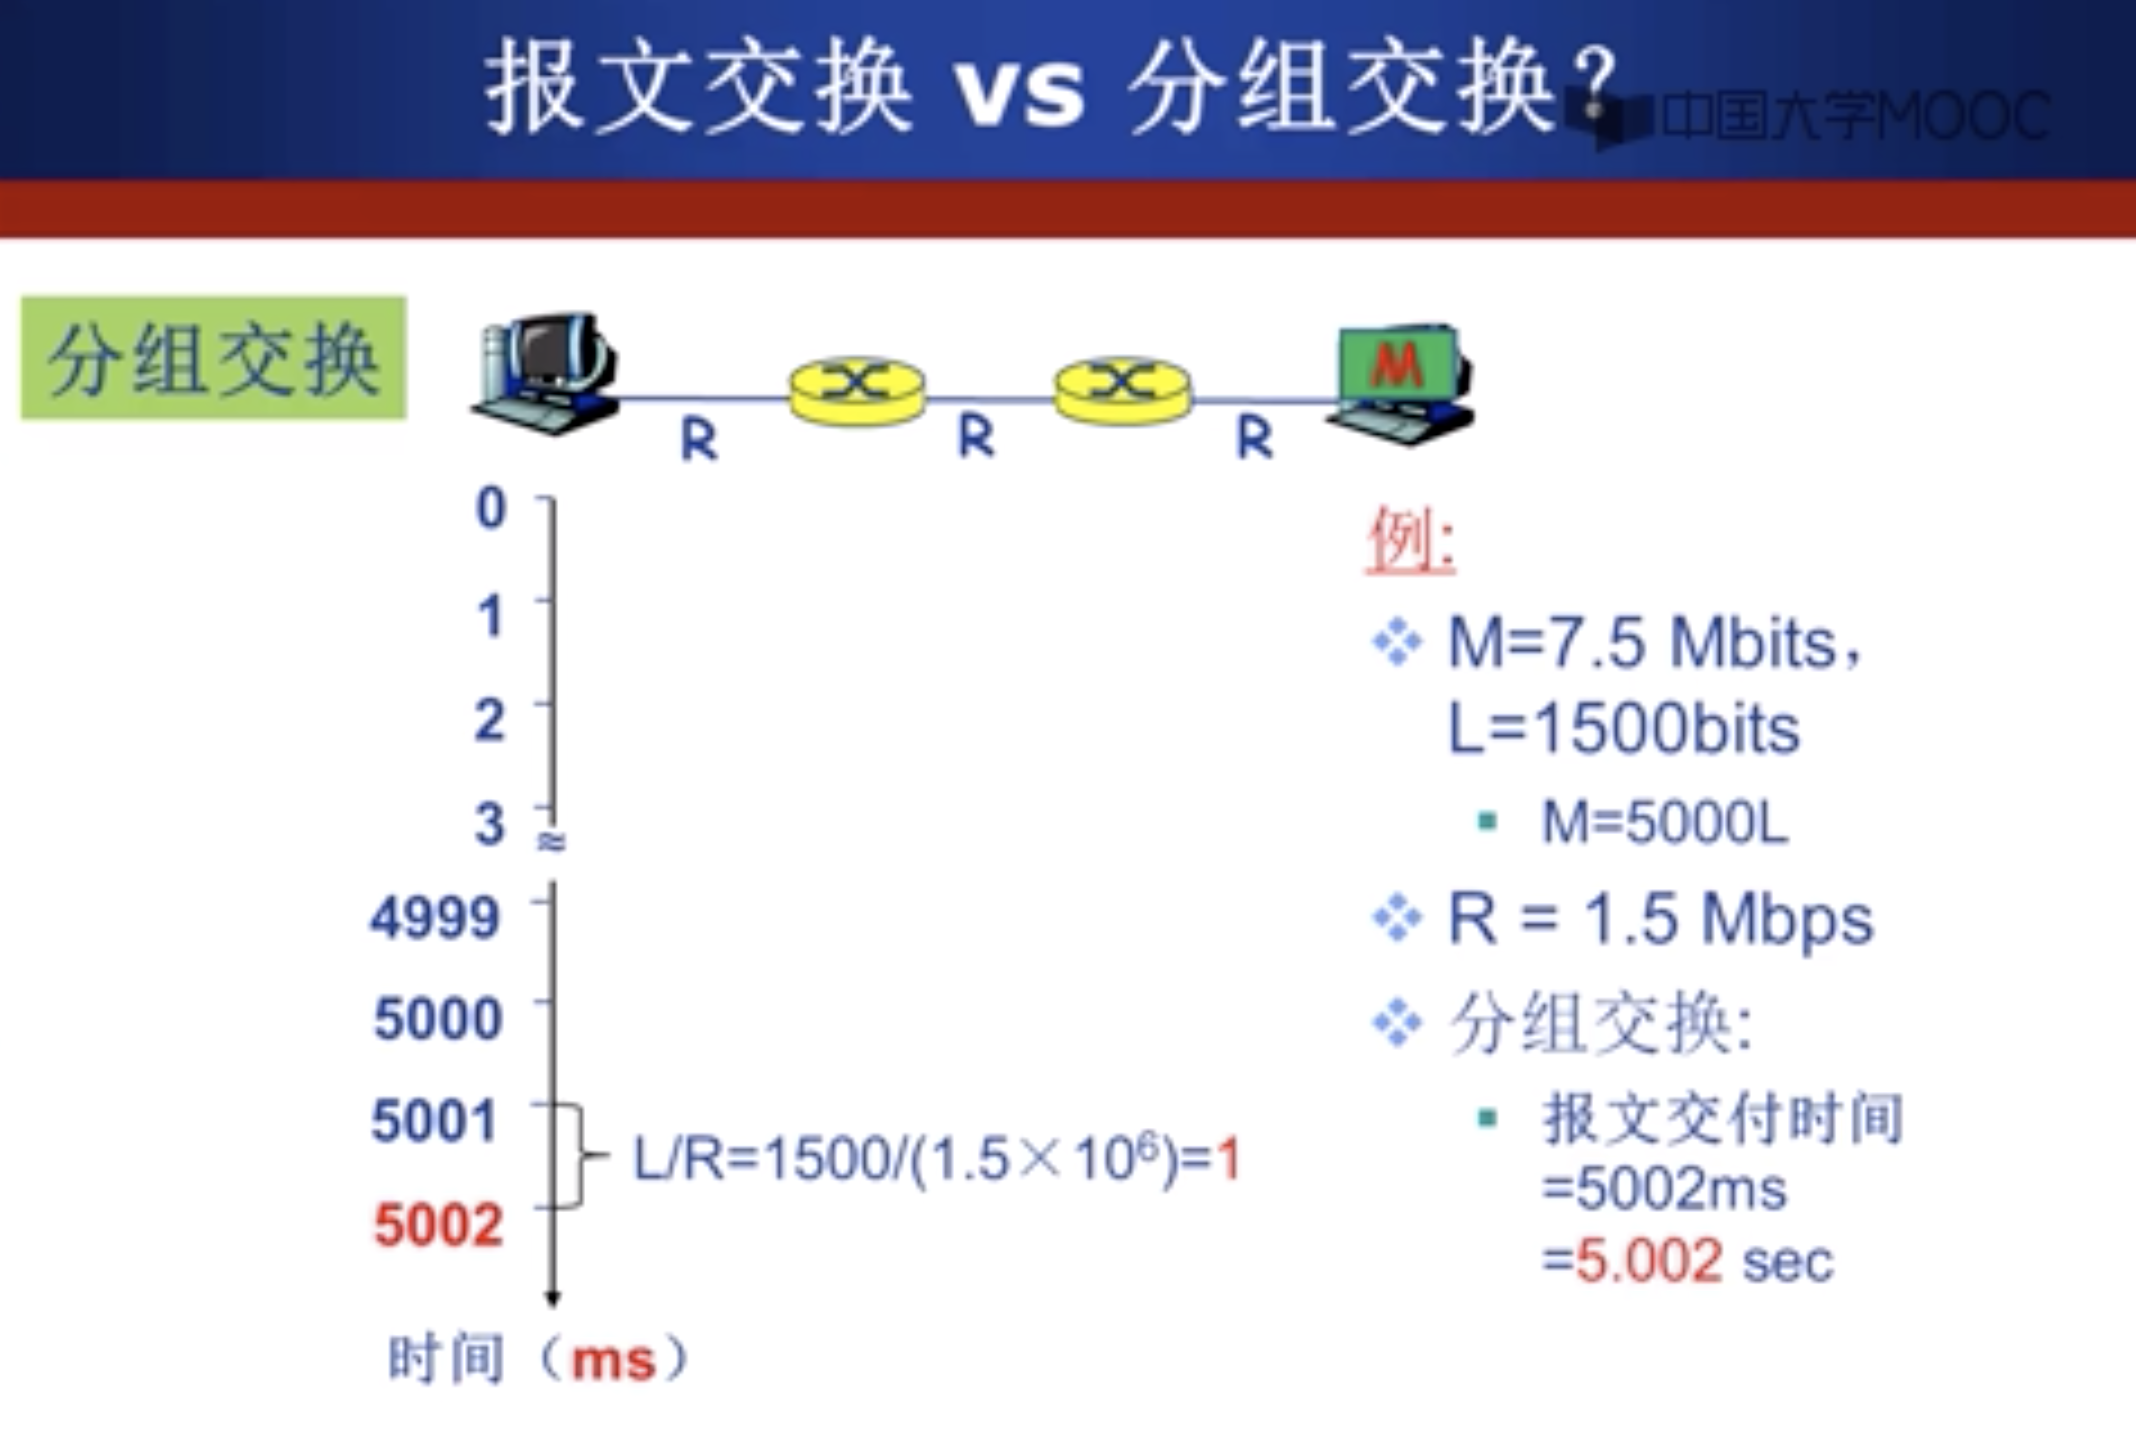 报文交换 vs 分组交换?
中国大学MOOC
分组交换
M
R
R
R
0
1
2
3
≈
4999
5000
5001
5002
时间（ms）
L/R=1500/(1.5×10⁶)=1
例:
M=7.5 Mbits，
L=1500bits
M=5000L
R = 1.5 Mbps
分组交换:
报文交付时间
=5002ms
=5.002 sec